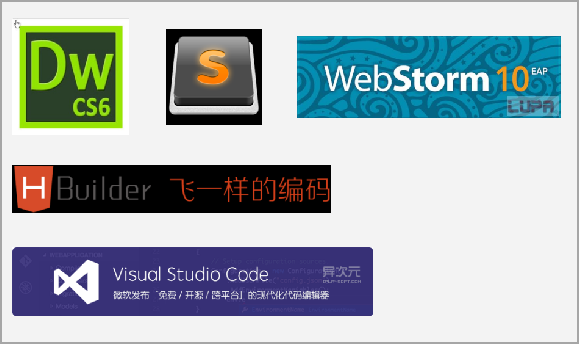 Dw
CS6
S
WebStorm 10 EAP
LUPA
HBuilder 飞一样的编码
Visual Studio Code
异次元
微软发布「免费 / 开源 / 跨平台」的现代化代码编辑器